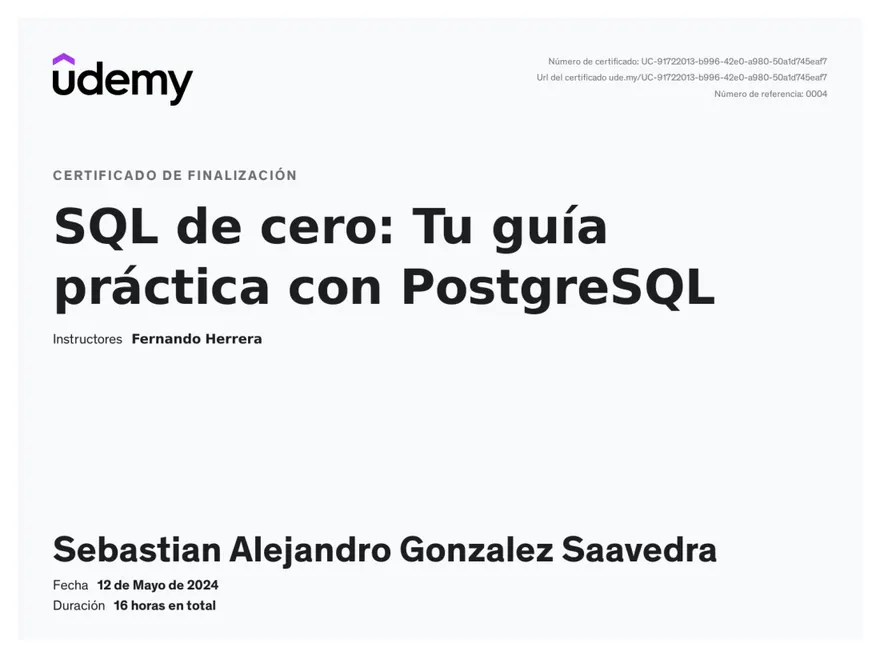 udemy
Número de certificado: UC-91722013-b996-42e0-a980-50a1d745eaf7
Url del certificado ude.my/UC-91722013-b996-42e0-a980-50a1d745eaf7
Número de referencia: 0004
CERTIFICADO DE FINALIZACIÓN
SQL de cero: Tu guía
práctica con PostgreSQL
Instructores Fernando Herrera
Sebastian Alejandro Gonzalez Saavedra
Fecha 12 de Mayo de 2024
Duración 16 horas en total